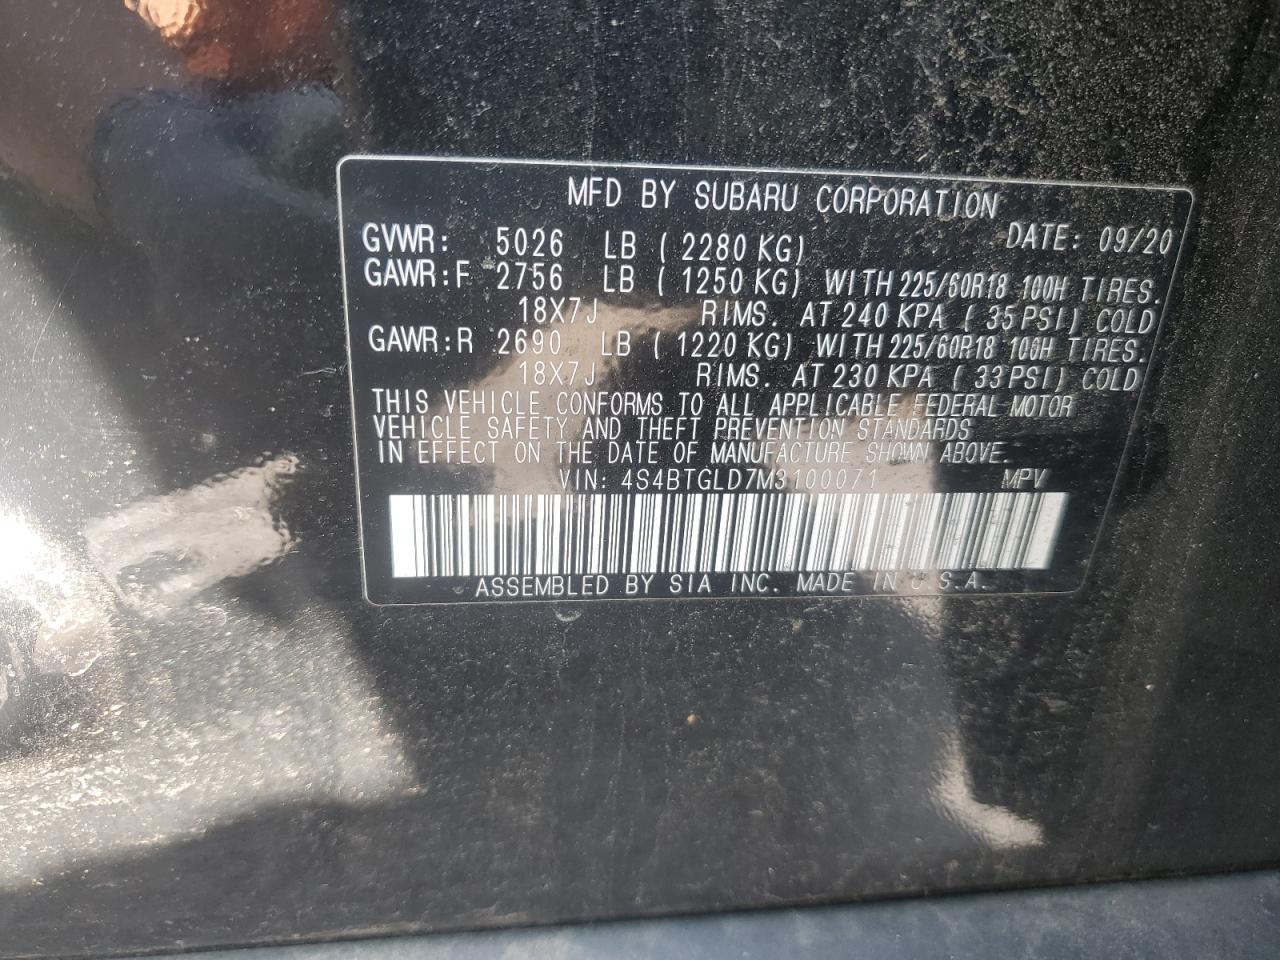 MFD BY SUBARU CORPORATION
GVWR: 5026 LB ( 2280 KG) DATE: 09/20
GAWR:F 2756 LB ( 1250 KG) WITH 225/60R18 100H TIRES.
18X7J RIMS. AT 240 KPA ( 35 PSI) COLD
GAWR:R 2690 LB ( 1220 KG) WITH 225/60R18 100H TIRES.
18X7J RIMS. AT 230 KPA ( 33 PSI) COLD
THIS VEHICLE CONFORMS TO ALL APPLICABLE FEDERAL MOTOR
VEHICLE SAFETY AND THEFT PREVENTION STANDARDS
IN EFFECT ON THE DATE OF MANUFACTURE SHOWN ABOVE.
VIN: 4S4BTGLD7M3100071 MPV
ASSEMBLED BY SIA INC. MADE IN U.S.A.